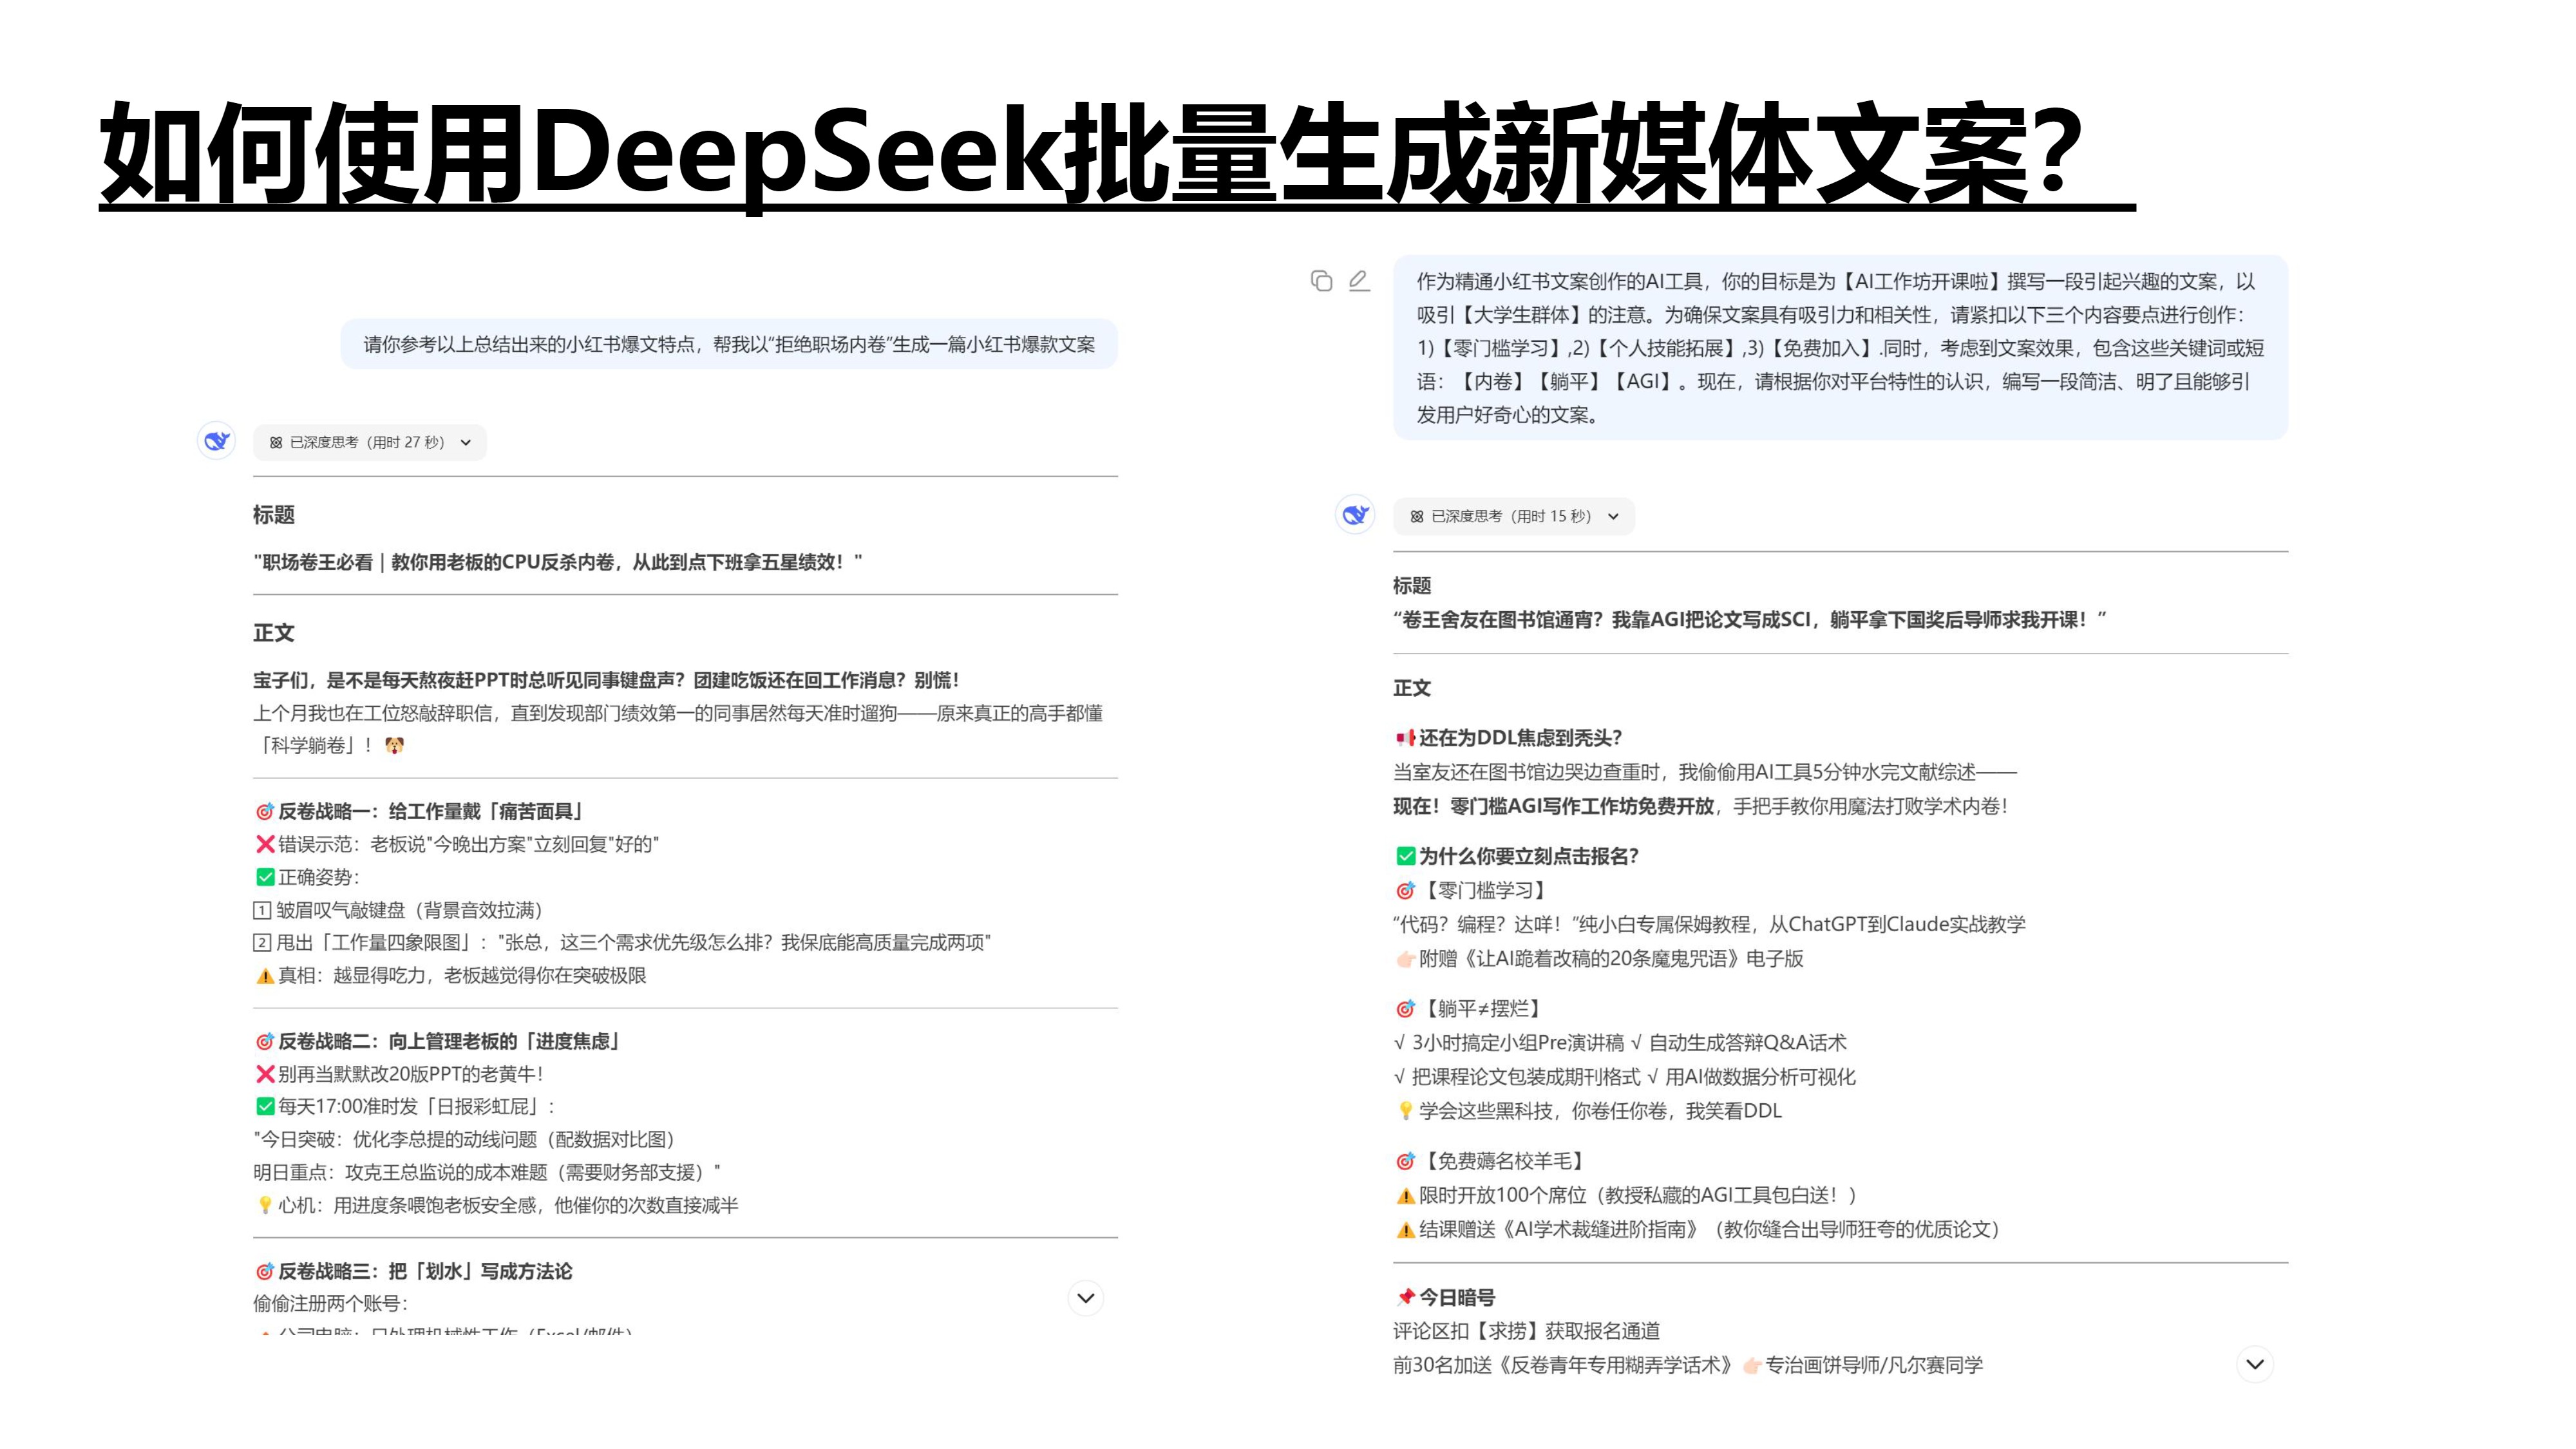 如何使用DeepSeek批量生成新媒体文案？
请你参考以上总结出来的小红书爆文特点，帮我以“拒绝职场内卷”生成一篇小红书爆款文案
已深度思考（用时 27 秒）
标题
"职场卷王必看｜教你用老板的CPU反杀内卷，从此到点下班拿五星绩效！"
正文
宝子们，是不是每天熬夜赶PPT时总听见同事键盘声？团建吃饭还在回工作消息？别慌！
上个月我也在工位怒敲辞职信，直到发现部门绩效第一的同事居然每天准时遛狗——原来真正的高手都懂
「科学躺卷」！🐶
🎯反卷战略一：给工作量戴「痛苦面具」
❌错误示范：老板说"今晚出方案"立刻回复"好的"
✅正确姿势：
1️⃣ 皱眉叹气敲键盘（背景音效拉满）
2️⃣ 甩出「工作量四象限图」："张总，这三个需求优先级怎么排？我保底能高质量完成两项"
⚠️真相：越显得吃力，老板越觉得你在突破极限
🎯反卷战略二：向上管理老板的「进度焦虑」
❌别再当默默改20版PPT的老黄牛！
✅每天17:00准时发「日报彩虹屁」：
"今日突破：优化李总提的动线问题（配数据对比图）
明日重点：攻克王总监说的成本难题（需要财务部支援）"
💡心机：用进度条喂饱老板安全感，他催你的次数直接减半
🎯反卷战略三：把「划水」写成方法论
偷偷注册两个账号：
公司电脑：只处理机械性工作（Excel/邮件）
作为精通小红书文案创作的AI工具，你的目标是为【AI工作坊开课啦】撰写一段引起兴趣的文案，以
吸引【大学生群体】的注意。为确保文案具有吸引力和相关性，请紧扣以下三个内容要点进行创作：
1)【零门槛学习】,2)【个人技能拓展】,3)【免费加入】.同时，考虑到文案效果，包含这些关键词或短
语：【内卷】【躺平】【AGI】。现在，请根据你对平台特性的认识，编写一段简洁、明了且能够引
发用户好奇心的文案。
已深度思考（用时 15 秒）
标题
“卷王舍友在图书馆通宵？我靠AGI把论文写成SCI，躺平拿下国奖后导师求我开课！”
正文
📢还在为DDL焦虑到秃头？
当室友还在图书馆边哭边查重时，我偷偷用AI工具5分钟水完文献综述——
现在！零门槛AGI写作工作坊免费开放，手把手教你用魔法打败学术内卷！
✅为什么你要立刻点击报名？
🎯【零门槛学习】
“代码？编程？达咩！”纯小白专属保姆教程，从ChatGPT到Claude实战教学
👉🏻附赠《让AI跪着改稿的20条魔鬼咒语》电子版
🎯【躺平≠摆烂】
√ 3小时搞定小组Pre演讲稿 √ 自动生成答辩Q&A话术
√ 把课程论文包装成期刊格式 √ 用AI做数据分析可视化
💡学会这些黑科技，你卷任你卷，我笑看DDL
🎯【免费薅名校羊毛】
⚠️限时开放100个席位（教授私藏的AGI工具包白送！）
⚠️结课赠送《AI学术裁缝进阶指南》（教你缝合出导师狂夸的优质论文）
📌今日暗号
评论区扣【求捞】获取报名通道
前30名加送《反卷青年专用糊弄学话术》👉🏻专治画饼导师/凡尔赛同学